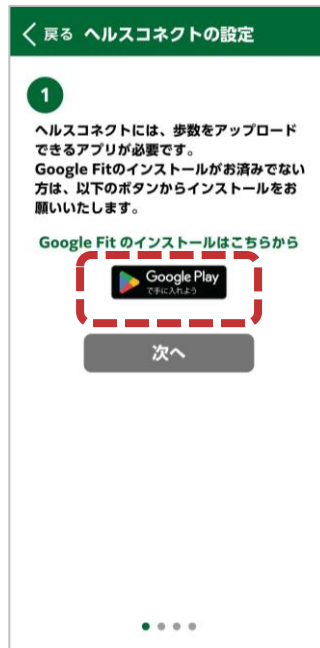 戻る ヘルスコネクトの設定
1
ヘルスコネクトには、歩数をアップロード
できるアプリが必要です。
Google Fitのインストールがお済みでない
方は、以下のボタンからインストールをお
願いいたします。
Google Fit のインストールはこちらから
Google Play
で手に入れよう
次へ